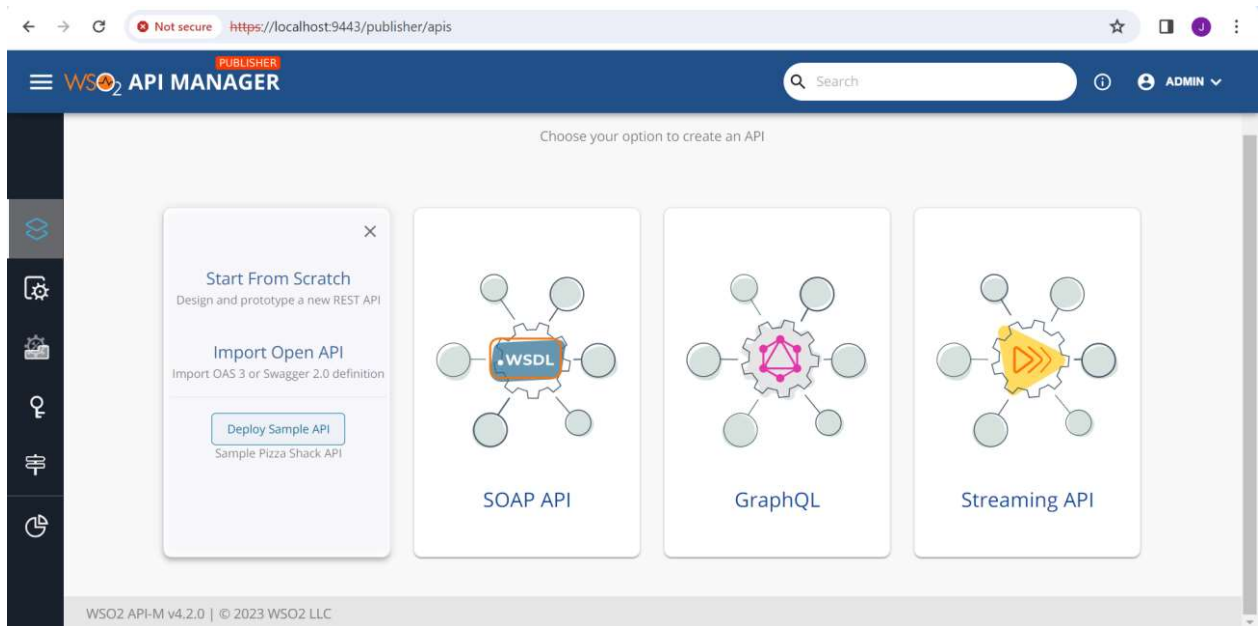 Not secure https://localhost:9443/publisher/apis
J
PUBLISHER
WSO2 API MANAGER
Search
ADMIN
Choose your option to create an API
Start From Scratch
Design and prototype a new REST API
Import Open API
Import OAS 3 or Swagger 2.0 definition
Deploy Sample API
Sample Pizza Shack API
.WSDL
SOAP API
GraphQL
Streaming API
WSO2 API-M v4.2.0 | © 2023 WSO2 LLC